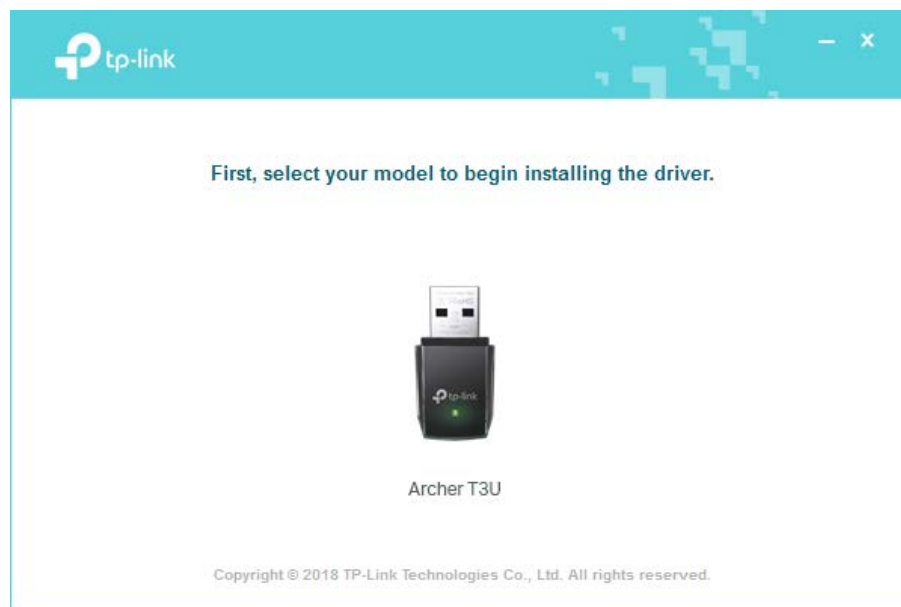 tp-link
First, select your model to begin installing the driver.
tp-link
Archer T3U
Copyright © 2018 TP-Link Technologies Co., Ltd. All rights reserved.